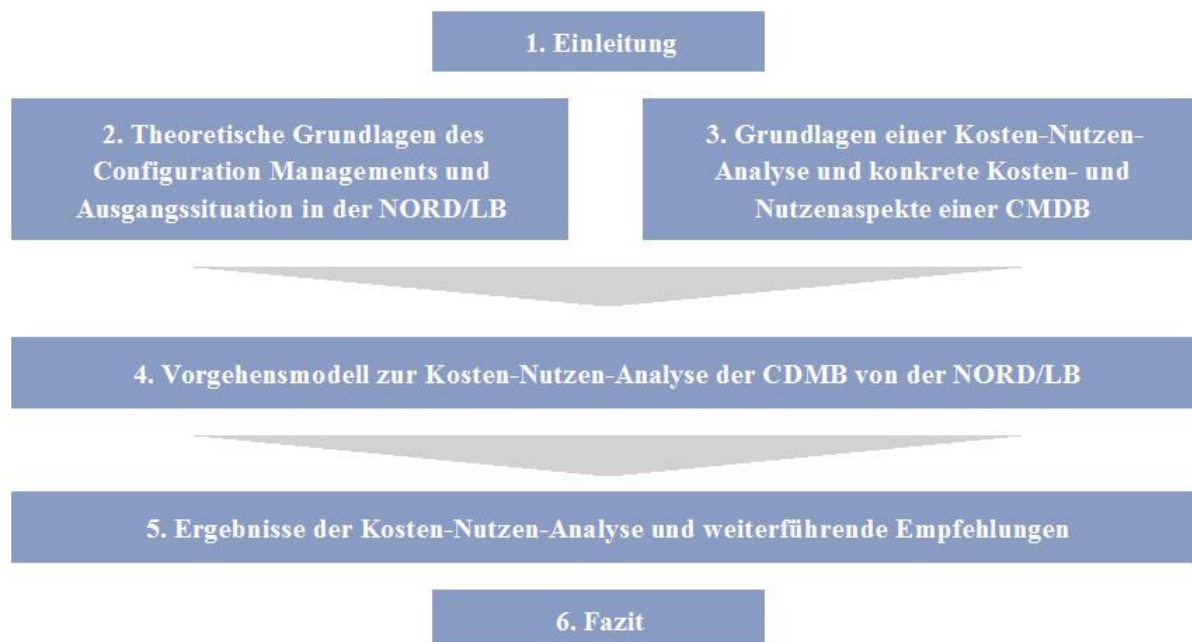 1. Einleitung
2. Theoretische Grundlagen des
Configuration Managements und
Ausgangssituation in der NORD/LB
3. Grundlagen einer Kosten-Nutzen-
Analyse und konkrete Kosten- und
Nutzenaspekte einer CMDB
4. Vorgehensmodell zur Kosten-Nutzen-Analyse der CDMB von der NORD/LB
5. Ergebnisse der Kosten-Nutzen-Analyse und weiterführende Empfehlungen
6. Fazit